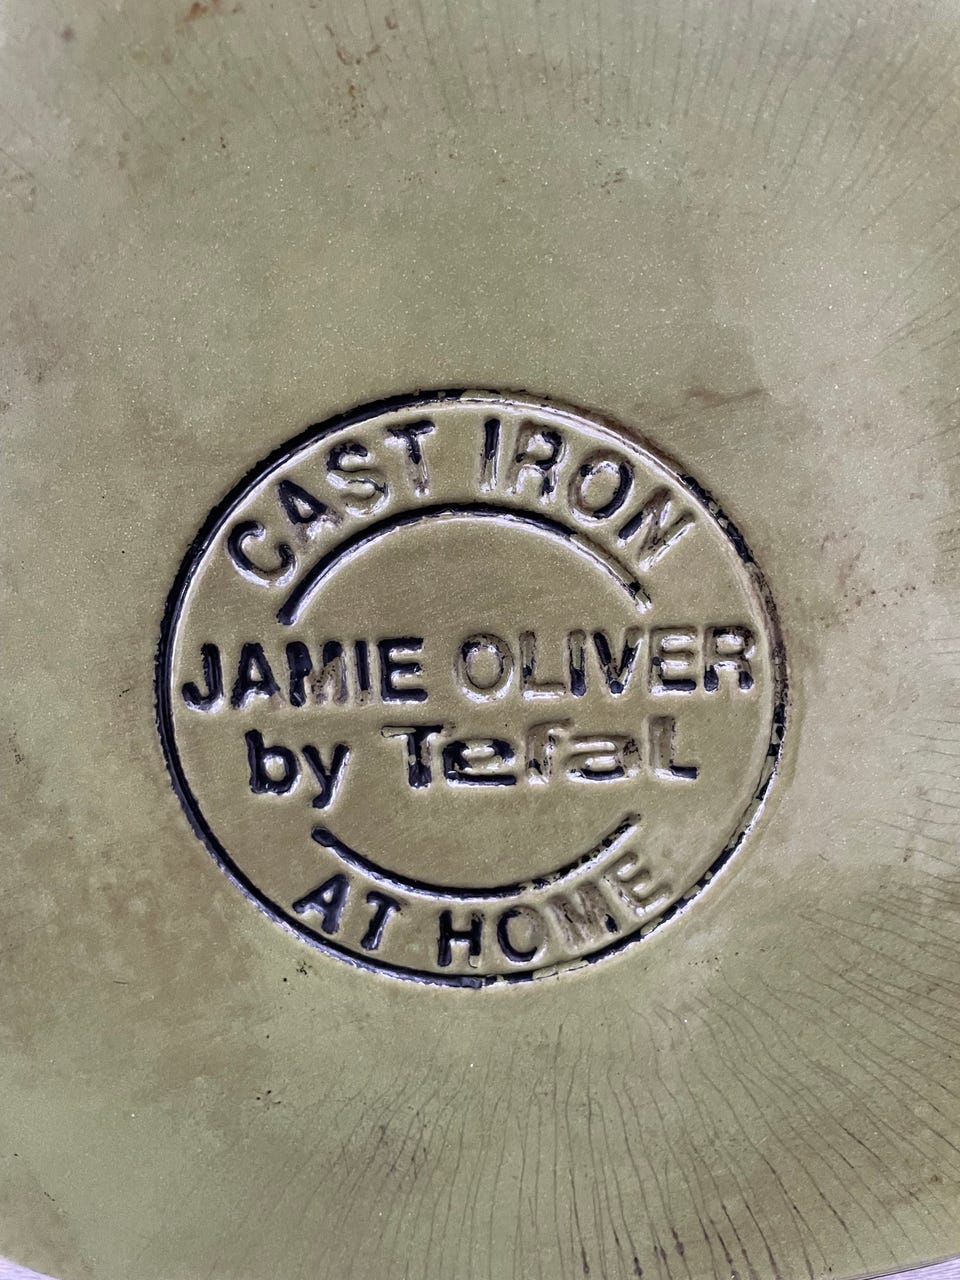 CAST IRON
JAMIE OLIVER
by Tefal
AT HOME